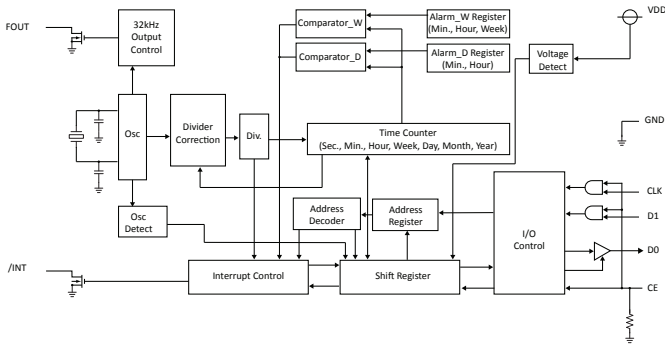 FOUT
32kHz
Output
Control
Comparator_W
Alarm_W Register
(Min., Hour, Week)
Comparator_D
Alarm_D Register
(Min., Hour)
VDD
Voltage
Detect
GND
Osc
Divider
Correction
Div.
Time Counter
(Sec., Min., Hour, Week, Day, Month, Year)
CLK
D1
Osc
Detect
Address
Decoder
Address
Register
I/O
Control
D0
/INT
Interrupt Control
Shift Register
CE